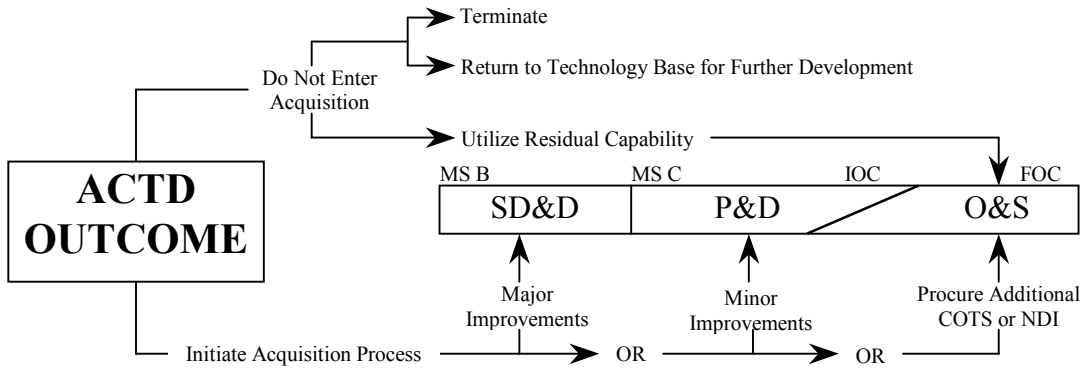 Terminate
Return to Technology Base for Further Development
Do Not Enter
Acquisition
Utilize Residual Capability
ACTD
OUTCOME
MS B
MS C
IOC
FOC
SD&D
P&D
O&S
Major
Improvements
Minor
Improvements
Procure Additional
COTS or NDI
Initiate Acquisition Process
OR
OR